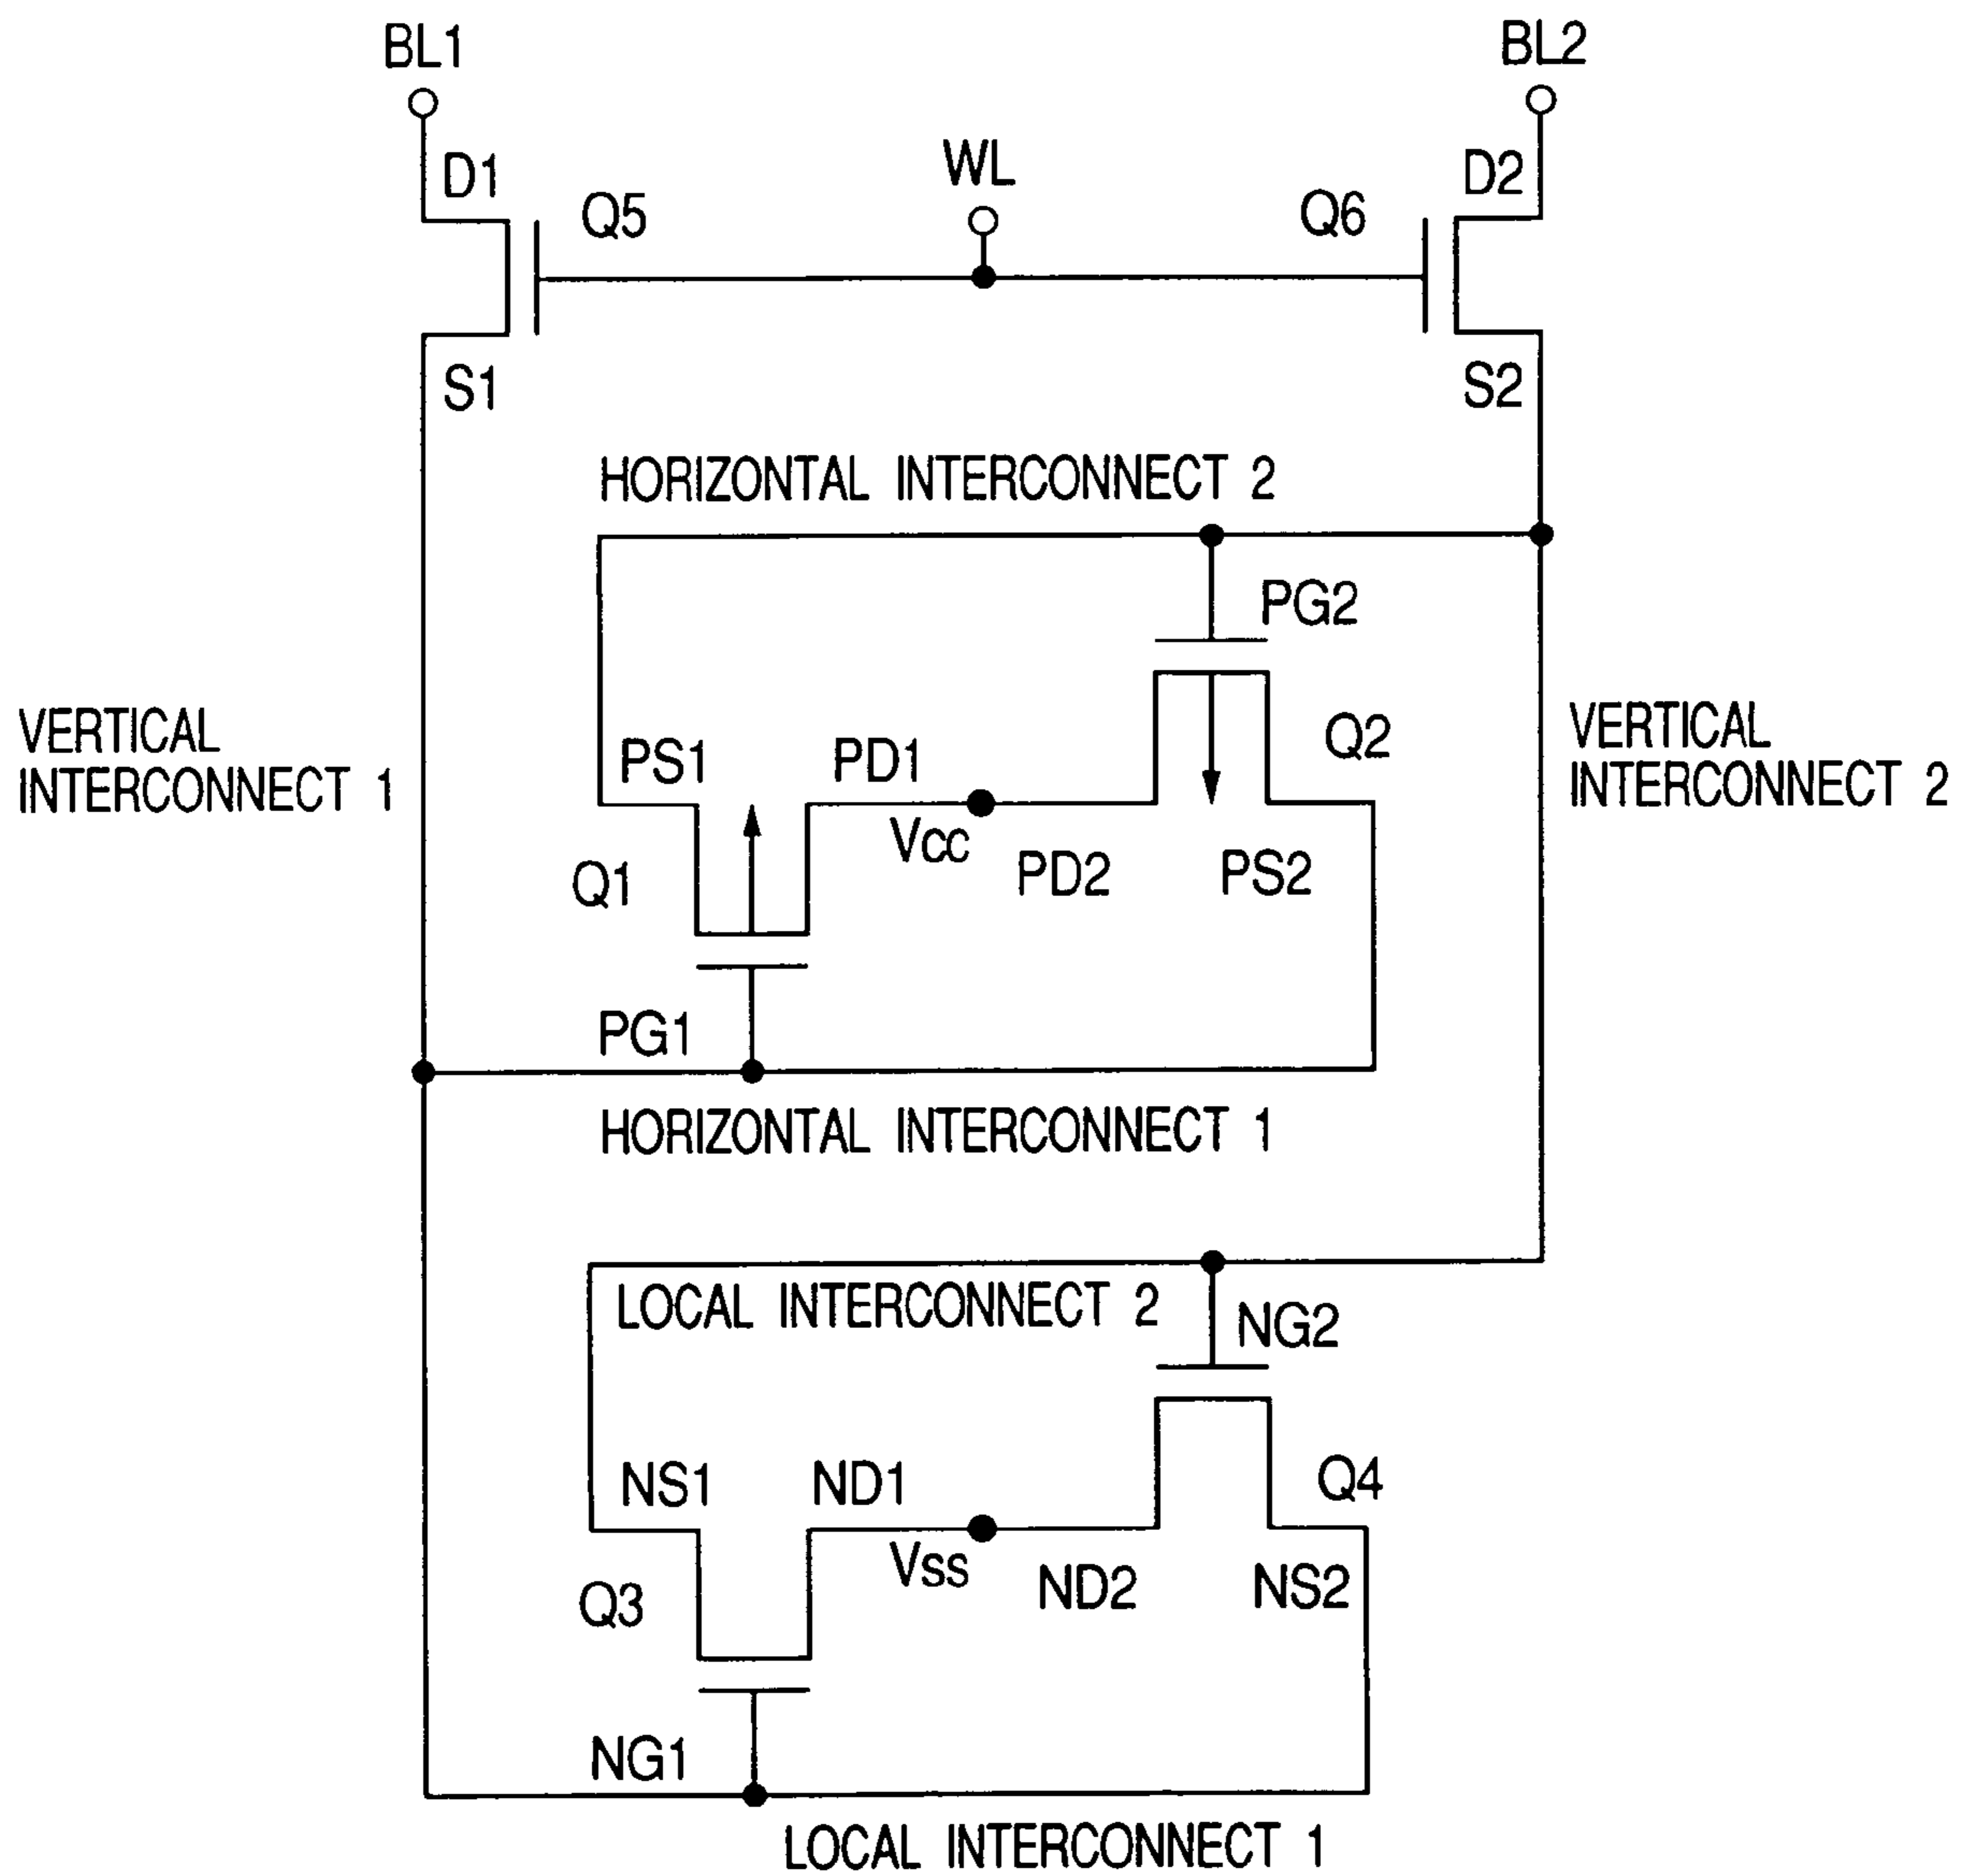 BL1
BL2
D1
WL
D2
Q5
Q6
S1
S2
HORIZONTAL INTERCONNECT 2
PG2
VERTICAL
INTERCONNECT 1
PS1
PD1
Q2
VERTICAL
INTERCONNECT 2
Q1
Vcc
PD2
PS2
PG1
HORIZONTAL INTERCONNECT 1
LOCAL INTERCONNECT 2
NG2
NS1
ND1
Q4
Q3
Vss
ND2
NS2
NG1
LOCAL INTERCONNECT 1